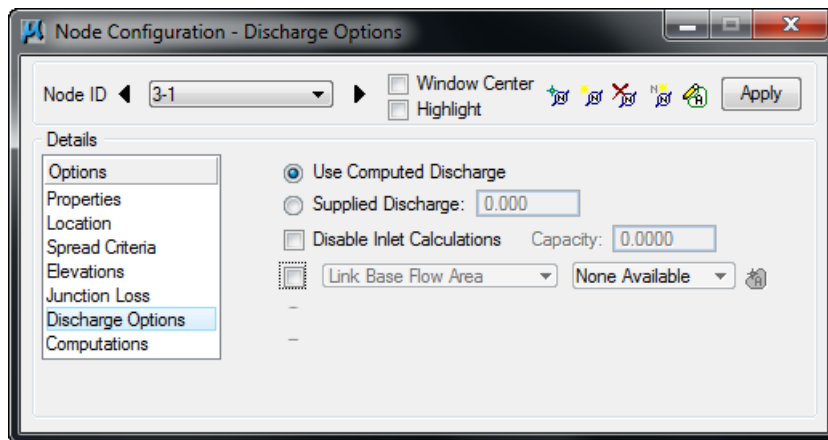 Node Configuration - Discharge Options
Node ID 3-1 Window Center Apply
Highlight
Details
Options
Properties
Location
Spread Criteria
Elevations
Junction Loss
Discharge Options
Computations
Use Computed Discharge
Supplied Discharge: 0.000
Disable Inlet Calculations Capacity: 0.0000
Link Base Flow Area None Available